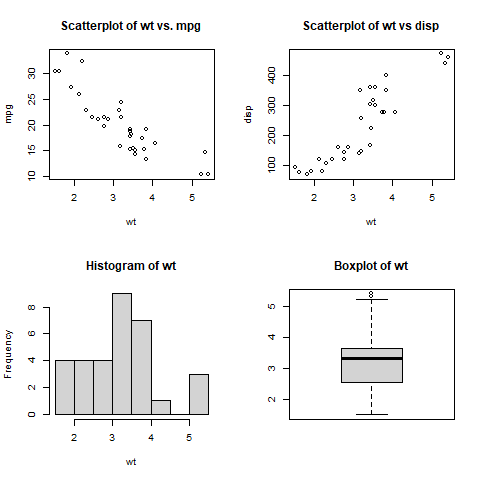 Scatterplot of wt vs. mpg
mpg
10 15 20 25 30
2 3 4 5
wt
Scatterplot of wt vs disp
disp
100 200 300 400
2 3 4 5
wt
Histogram of wt
Frequency
0 2 4 6 8
2 3 4 5
wt
Boxplot of wt
2 3 4 5